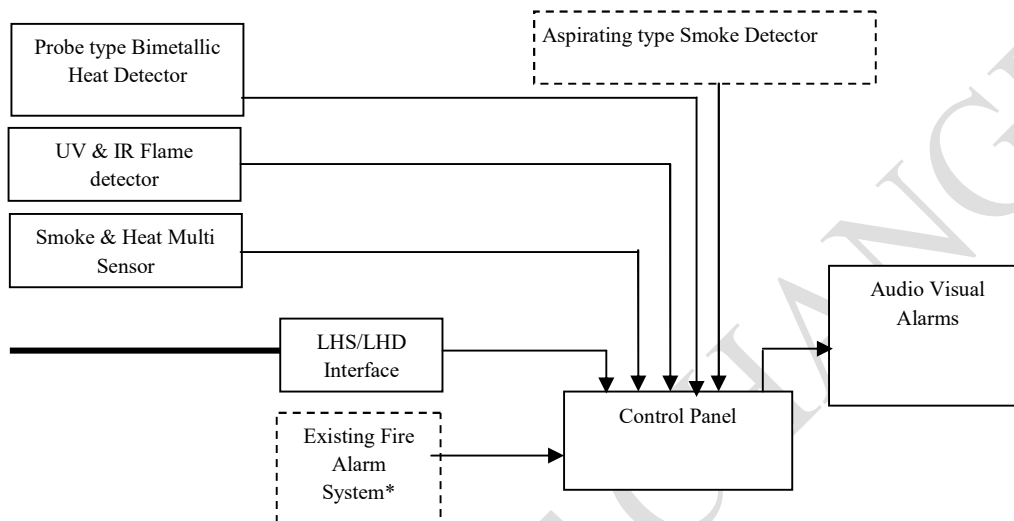 Probe type Bimetallic
Heat Detector
Aspirating type Smoke Detector
UV & IR Flame
detector
Smoke & Heat Multi
Sensor
Audio Visual
Alarms
LHS/LHD
Interface
Control Panel
Existing Fire
Alarm
System*